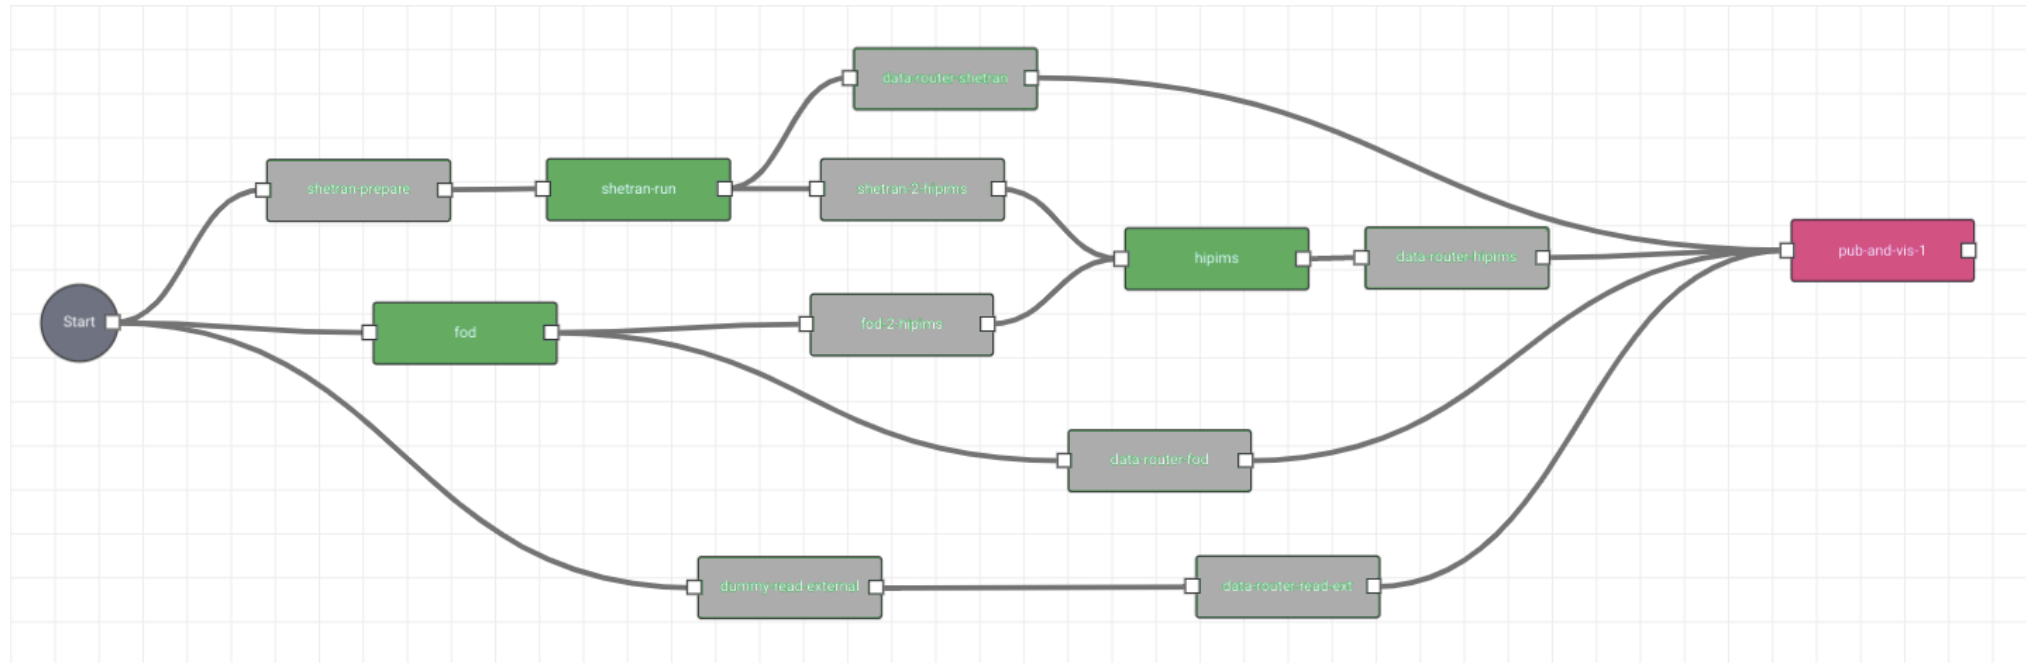 data-router-shetran
shetran-prepare
shetran-run
shetran-2-hipims
pub-and-vis-1
hipims
data-router-hipims
Start
fod
fod-2-hipims
data-router-fod
dummy-read-external
data-router-read-ext